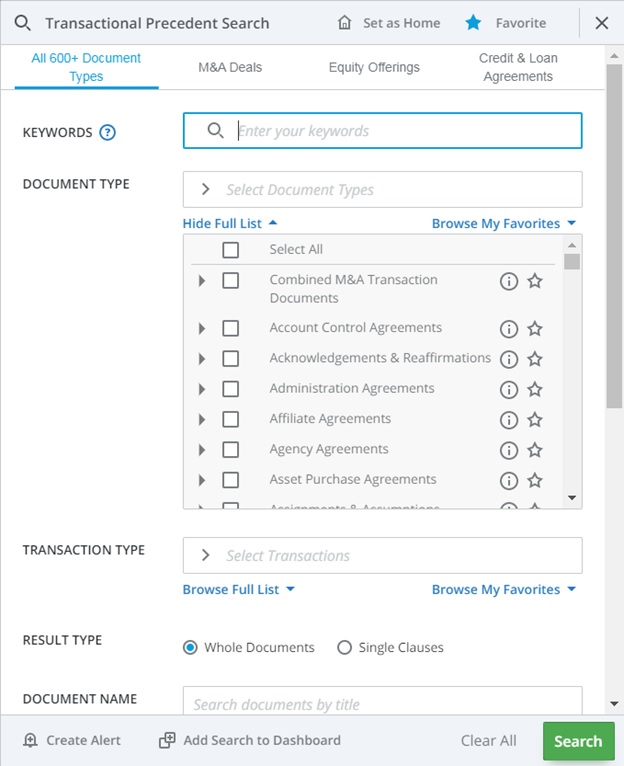 Transactional Precedent Search
Set as Home
Favorite
All 600+ Document
Types
M&A Deals
Equity Offerings
Credit & Loan
Agreements
KEYWORDS ?
Enter your keywords
DOCUMENT TYPE
Select Document Types
Hide Full List
Browse My Favorites
Select All
Combined M&A Transaction
Documents
Account Control Agreements
Acknowledgements & Reaffirmations
Administration Agreements
Affiliate Agreements
Agency Agreements
Asset Purchase Agreements
Assignments & Assumptions
TRANSACTION TYPE
Select Transactions
Browse Full List
Browse My Favorites
RESULT TYPE
Whole Documents
Single Clauses
DOCUMENT NAME
Search documents by title
Create Alert
Add Search to Dashboard
Clear All
Search